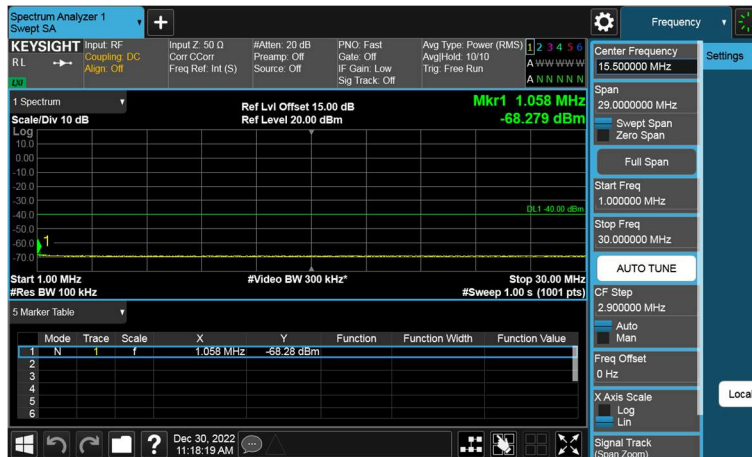 Spectrum Analyzer 1
Swept SA
Frequency
KEYSIGHT
RL
LXI
Input: RF
Coupling: DC
Align: Off
Input Z: 50 Ω
Corr CCorr
Freq Ref: Int (S)
#Atten: 20 dB
Preamp: Off
Source: Off
PNO: Fast
Gate: Off
IF Gain: Low
Sig Track: Off
Avg Type: Power (RMS)
Avg|Hold: 10/10
Trig: Free Run
1 2 3 4 5 6
A W W W W W
A N N N N N
1 Spectrum
Scale/Div 10 dB
Ref Lvl Offset 15.00 dB
Ref Level 20.00 dBm
Mkr1 1.058 MHz
-68.279 dBm
Log
10.0
0.00
-10.0
-20.0
-30.0
-40.0
-50.0
-60.0
-70.0
DL1 -40.00 dBm
1
Start 1.00 MHz
#Res BW 100 kHz
#Video BW 300 kHz*
Stop 30.00 MHz
#Sweep 1.00 s (1001 pts)
5 Marker Table
Mode Trace Scale X Y Function Function Width Function Value
1 N 1 f 1.058 MHz -68.28 dBm
2
3
4
5
6
?
Dec 30, 2022
11:18:19 AM
Center Frequency
15.500000 MHz
Settings
Span
29.0000000 MHz
Swept Span
Zero Span
Full Span
Start Freq
1.000000 MHz
Stop Freq
30.000000 MHz
AUTO TUNE
CF Step
2.900000 MHz
Auto
Man
Freq Offset
0 Hz
X Axis Scale
Log
Lin
Local
Signal Track
(Span Zoom)